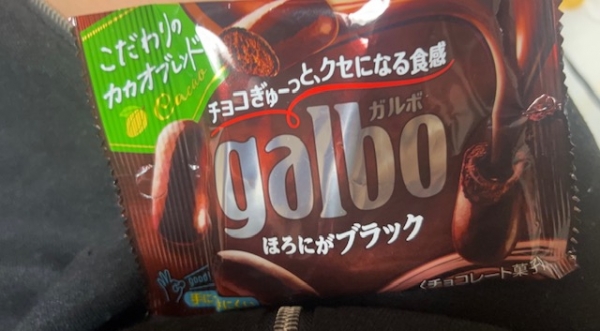 こだわりの
カカオブレンド
Cacao
チョコぎゅーっと、クセになる食感
ガルボ
galbo
ほろにがブラック
good
〈チョコレート菓子〉